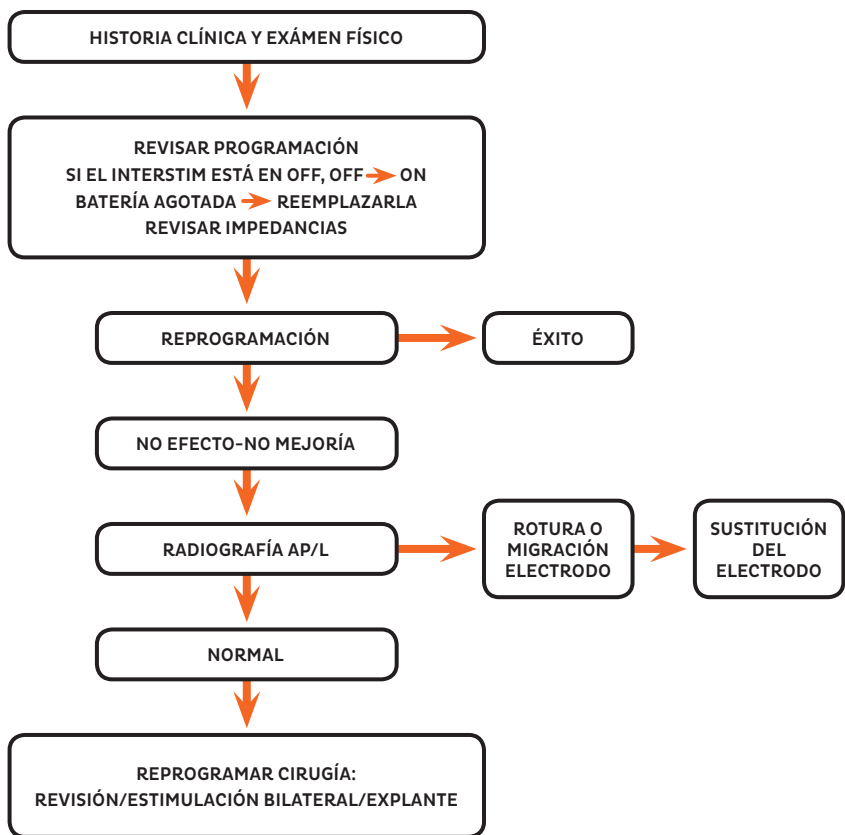 HISTORIA CLÍNICA Y EXÁMEN FÍSICO
REVISAR PROGRAMACIÓN
SI EL INTERSTIM ESTÁ EN OFF, OFF → ON
BATERÍA AGOTADA → REEMPLAZARLA
REVISAR IMPEDANCIAS
REPROGRAMACIÓN
ÉXITO
NO EFECTO-NO MEJORÍA
RADIOGRAFÍA AP/L
ROTURA O
MIGRACIÓN
ELECTRODO
SUSTITUCIÓN
DEL
ELECTRODO
NORMAL
REPROGRAMAR CIRUGÍA:
REVISIÓN/ESTIMULACIÓN BILATERAL/EXPLANTE